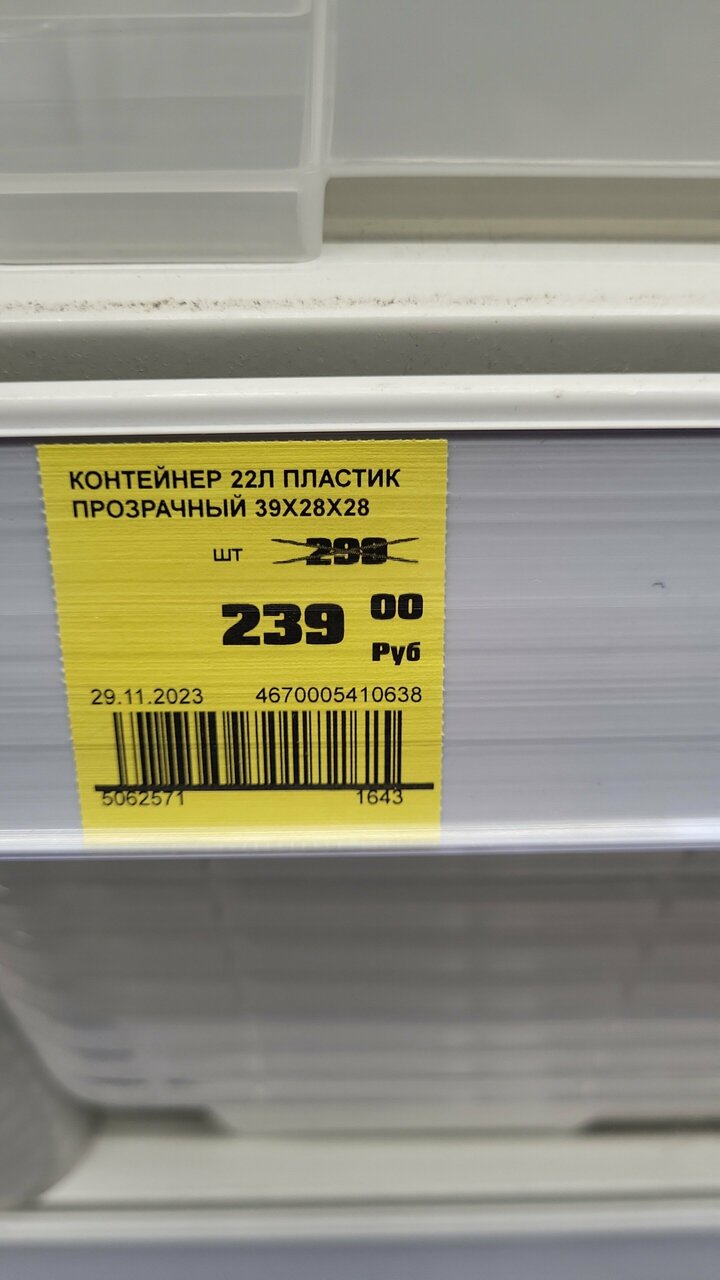 КОНТЕЙНЕР 22Л ПЛАСТИК
ПРОЗРАЧНЫЙ 39Х28Х28
шт 299
239 00
Руб
29.11.2023 4670005410638
5062571 1643